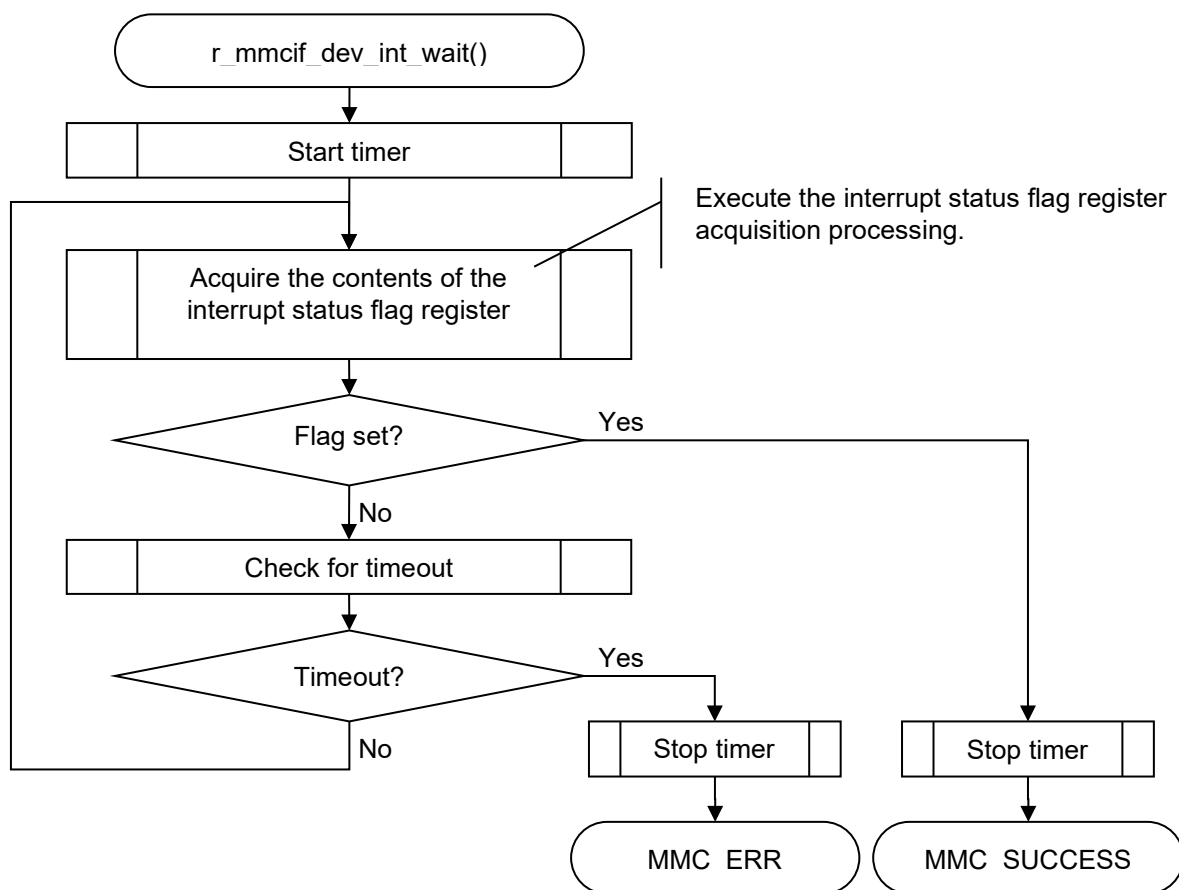 r_mmcif_dev_int_wait()
Start timer
Execute the interrupt status flag register
acquisition processing.
Acquire the contents of the
interrupt status flag register
Flag set?
Yes
No
Check for timeout
Timeout?
Yes
No
Stop timer
Stop timer
MMC_ERR
MMC_SUCCESS